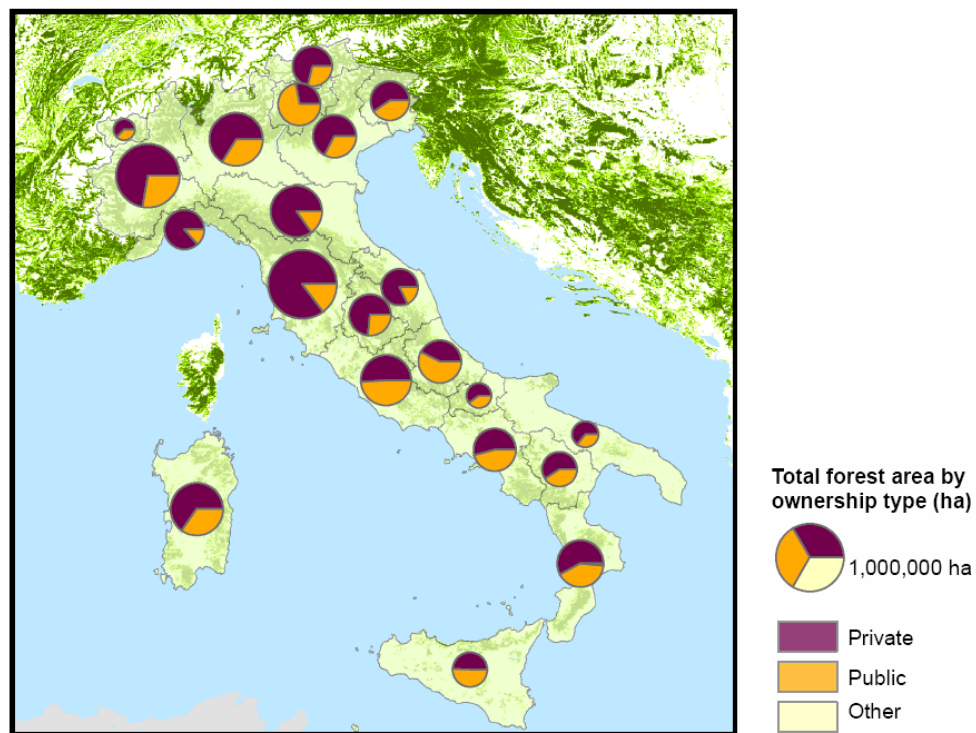 Total forest area by
ownership type (ha)
1,000,000 ha
Private
Public
Other